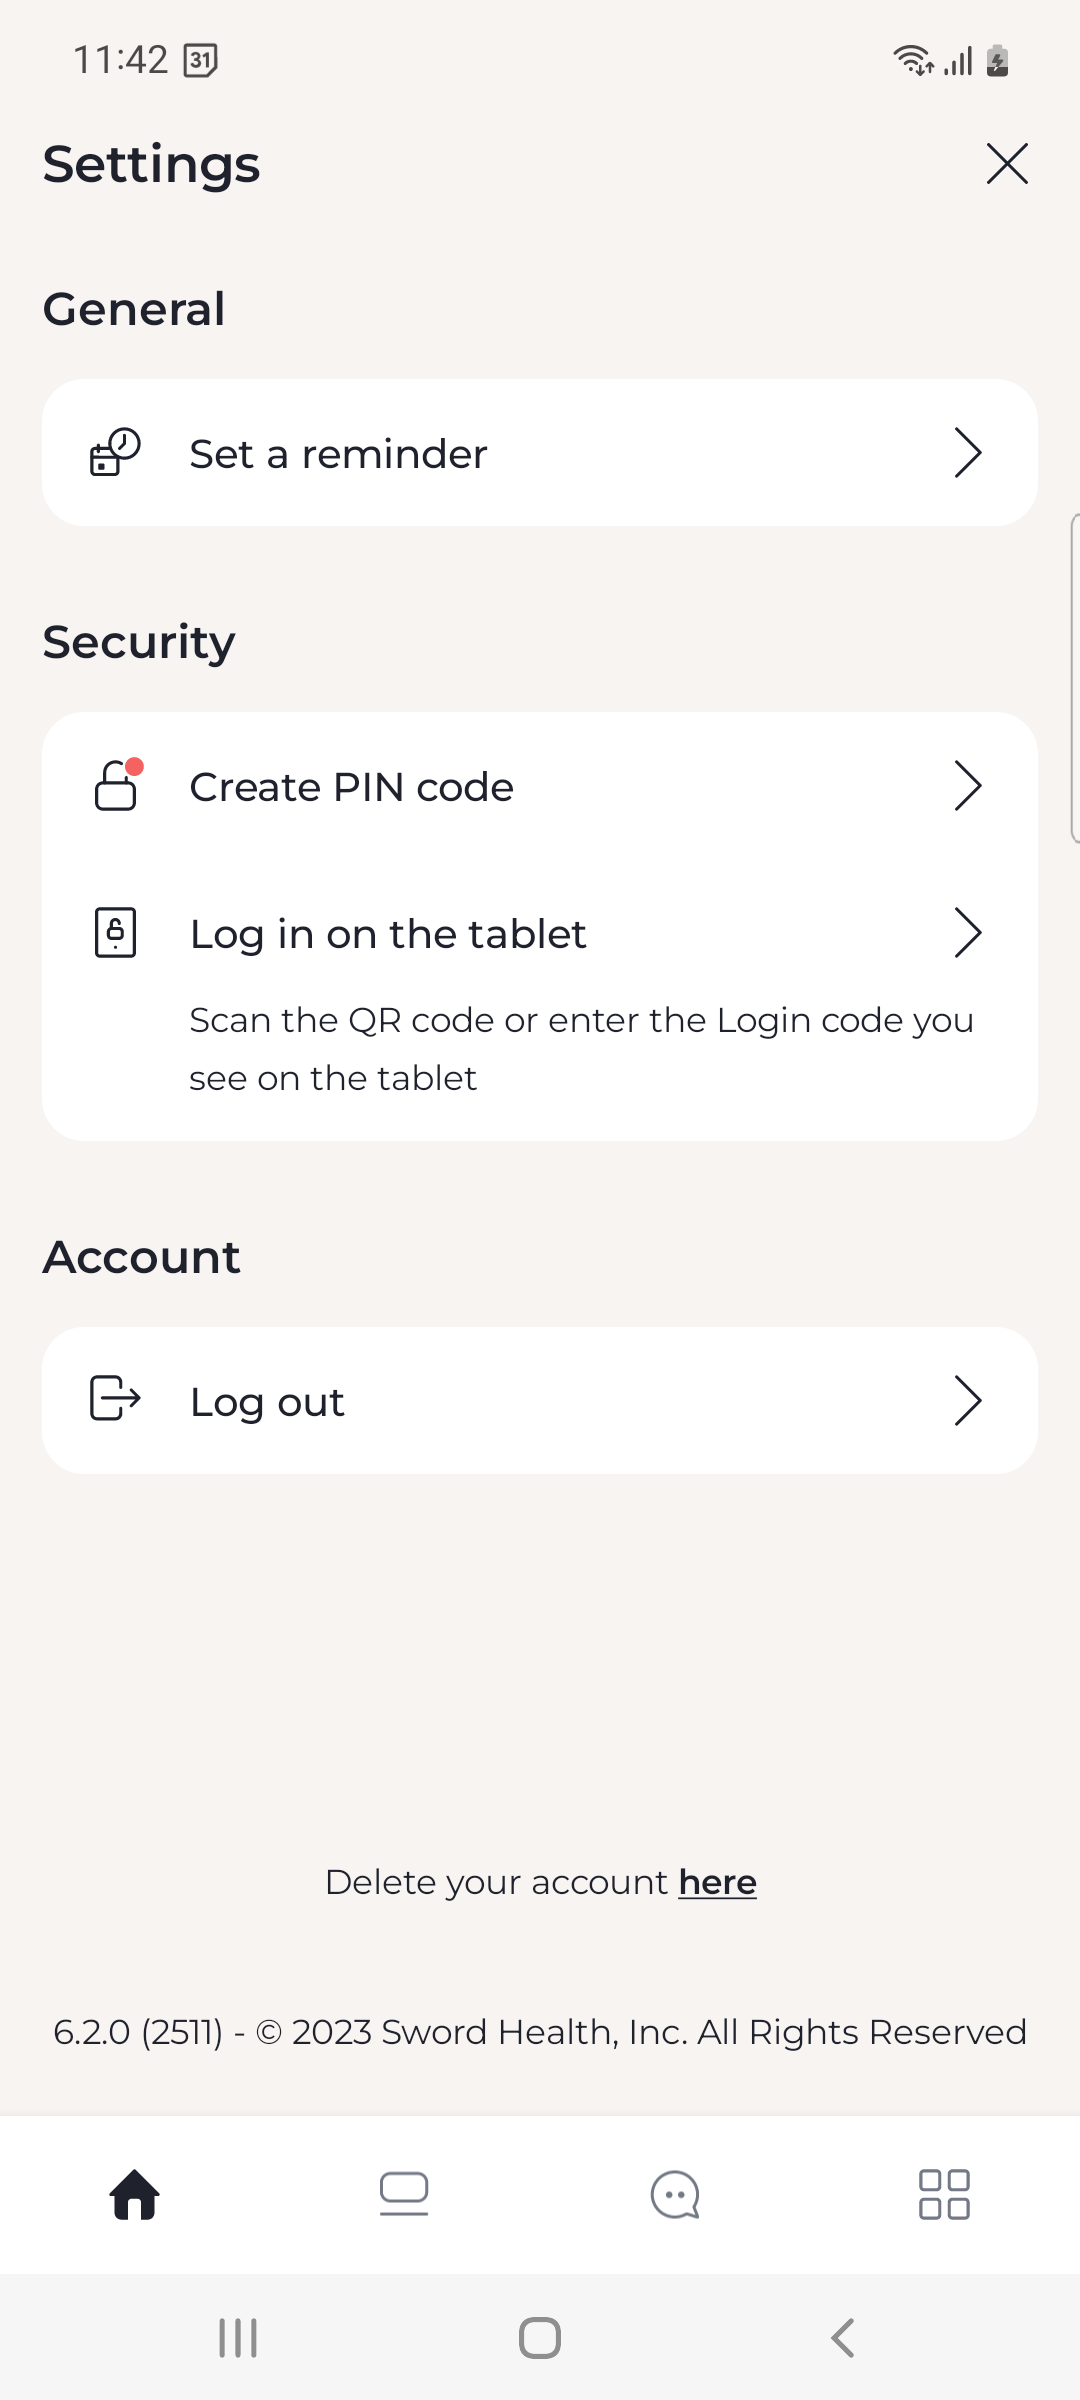 11:42 31
Settings
General
Set a reminder
Security
Create PIN code
Log in on the tablet
Scan the QR code or enter the Login code you
see on the tablet
Account
Log out
Delete your account here
6.2.0 (2511) - © 2023 Sword Health, Inc. All Rights Reserved